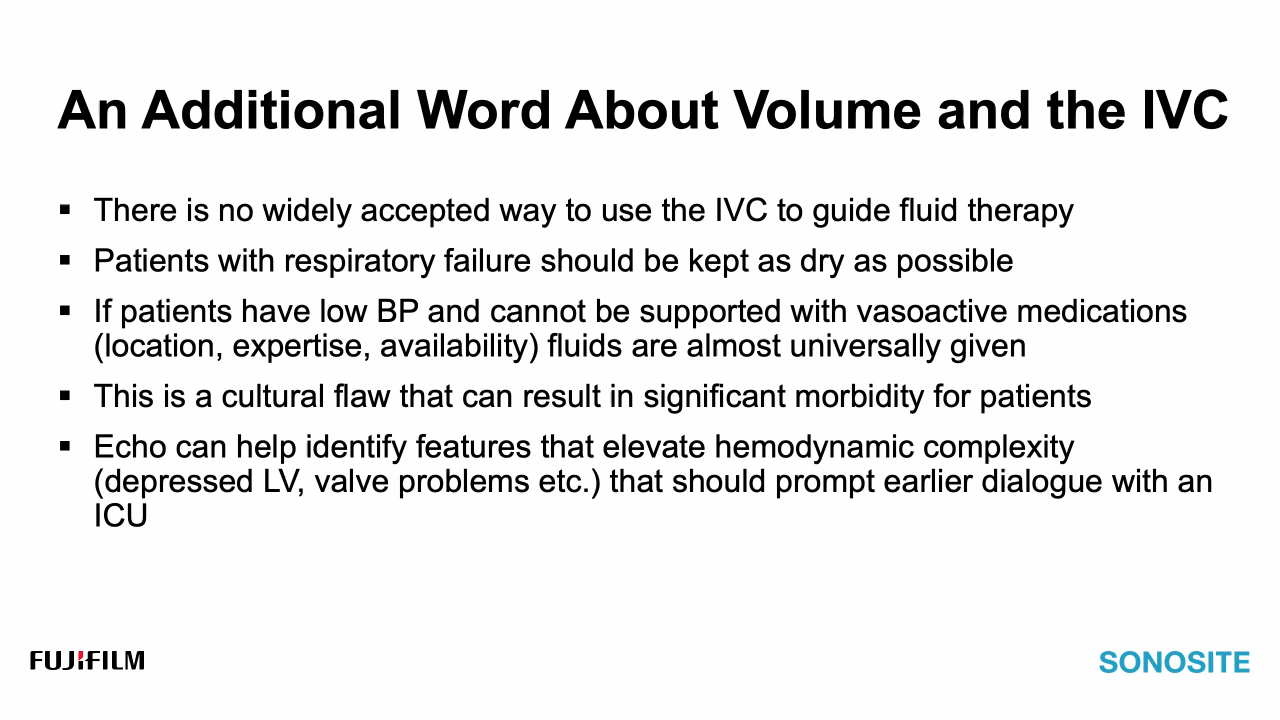 An Additional Word About Volume and the IVC
▪ There is no widely accepted way to use the IVC to guide fluid therapy
▪ Patients with respiratory failure should be kept as dry as possible
▪ If patients have low BP and cannot be supported with vasoactive medications
(location, expertise, availability) fluids are almost universally given
▪ This is a cultural flaw that can result in significant morbidity for patients
▪ Echo can help identify features that elevate hemodynamic complexity
(depressed LV, valve problems etc.) that should prompt earlier dialogue with an
ICU
FUJIFILM
SONOSITE